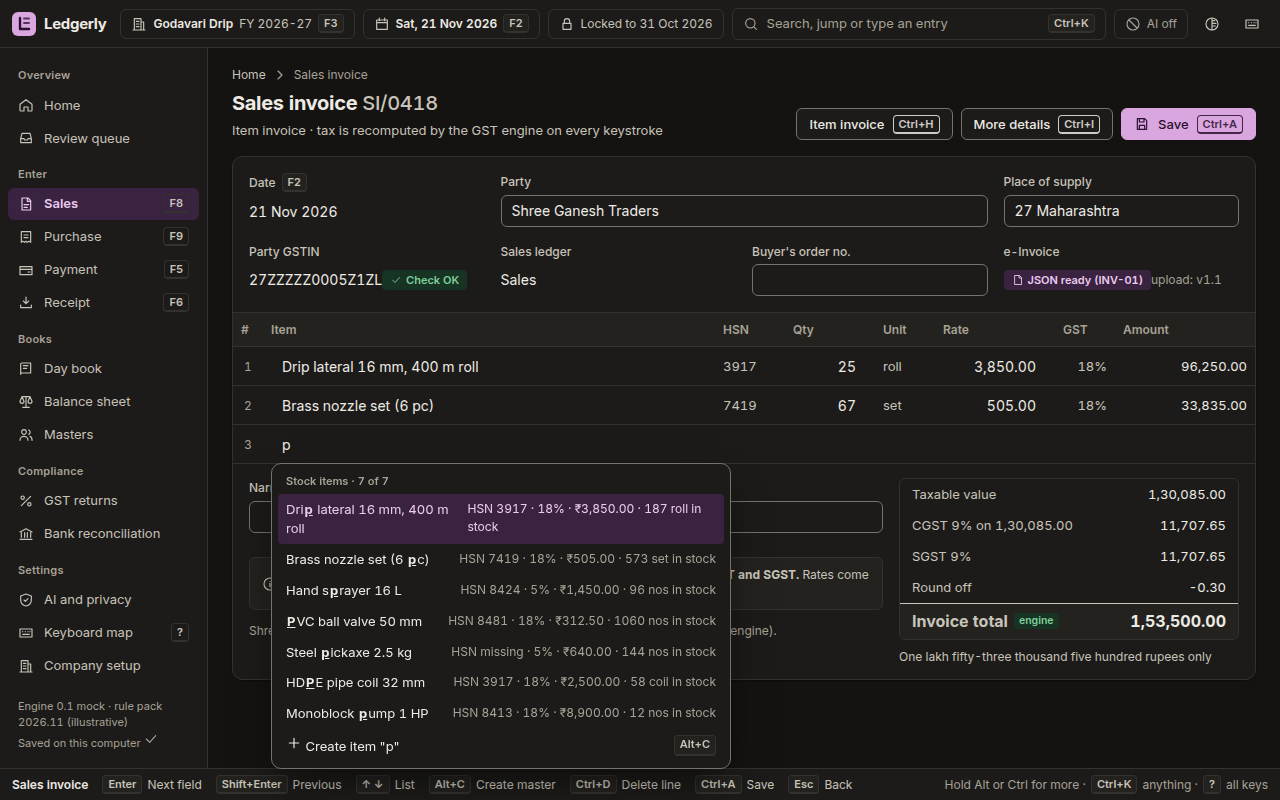 Ledgerly
Godavari Drip FY 2026-27 F3
Sat, 21 Nov 2026 F2
Locked to 31 Oct 2026
Search, jump or type an entry Ctrl+K
AI off
Overview
Home
Review queue
Enter
Sales F8
Purchase F9
Payment F5
Receipt F6
Books
Day book
Balance sheet
Masters
Compliance
GST returns
Bank reconciliation
Settings
AI and privacy
Keyboard map ?
Company setup
Engine 0.1 mock · rule pack
2026.11 (illustrative)
Saved on this computer
Home > Sales invoice
Sales invoice SI/0418
Item invoice · tax is recomputed by the GST engine on every keystroke
Item invoice Ctrl+H
More details Ctrl+I
Save Ctrl+A
Date F2 Party Place of supply
21 Nov 2026 Shree Ganesh Traders 27 Maharashtra
Party GSTIN Sales ledger Buyer's order no. e-Invoice
27ZZZZZ0005Z1ZL Check OK Sales JSON ready (INV-01) upload: v1.1
# Item HSN Qty Unit Rate GST Amount
1 Drip lateral 16 mm, 400 m roll 3917 25 roll 3,850.00 18% 96,250.00
2 Brass nozzle set (6 pc) 7419 67 set 505.00 18% 33,835.00
3 p
Stock items · 7 of 7
Drip lateral 16 mm, 400 m roll HSN 3917 · 18% · ₹3,850.00 · 187 roll in stock
Brass nozzle set (6 pc) HSN 7419 · 18% · ₹505.00 · 573 set in stock
Hand sprayer 16 L HSN 8424 · 5% · ₹1,450.00 · 96 nos in stock
PVC ball valve 50 mm HSN 8481 · 18% · ₹312.50 · 1060 nos in stock
Steel pickaxe 2.5 kg HSN missing · 5% · ₹640.00 · 144 nos in stock
HDPE pipe coil 32 mm HSN 3917 · 18% · ₹2,500.00 · 58 coil in stock
Monoblock pump 1 HP HSN 8413 · 18% · ₹8,900.00 · 12 nos in stock
+ Create item "p" Alt+C
and SGST. Rates come
engine).
Taxable value 1,30,085.00
CGST 9% on 1,30,085.00 11,707.65
SGST 9% 11,707.65
Round off -0.30
Invoice total engine 1,53,500.00
One lakh fifty-three thousand five hundred rupees only
Sales invoice Enter Next field Shift+Enter Previous ↑↓ List Alt+C Create master Ctrl+D Delete line Ctrl+A Save Esc Back Hold Alt or Ctrl for more · Ctrl+K anything · ? all keys